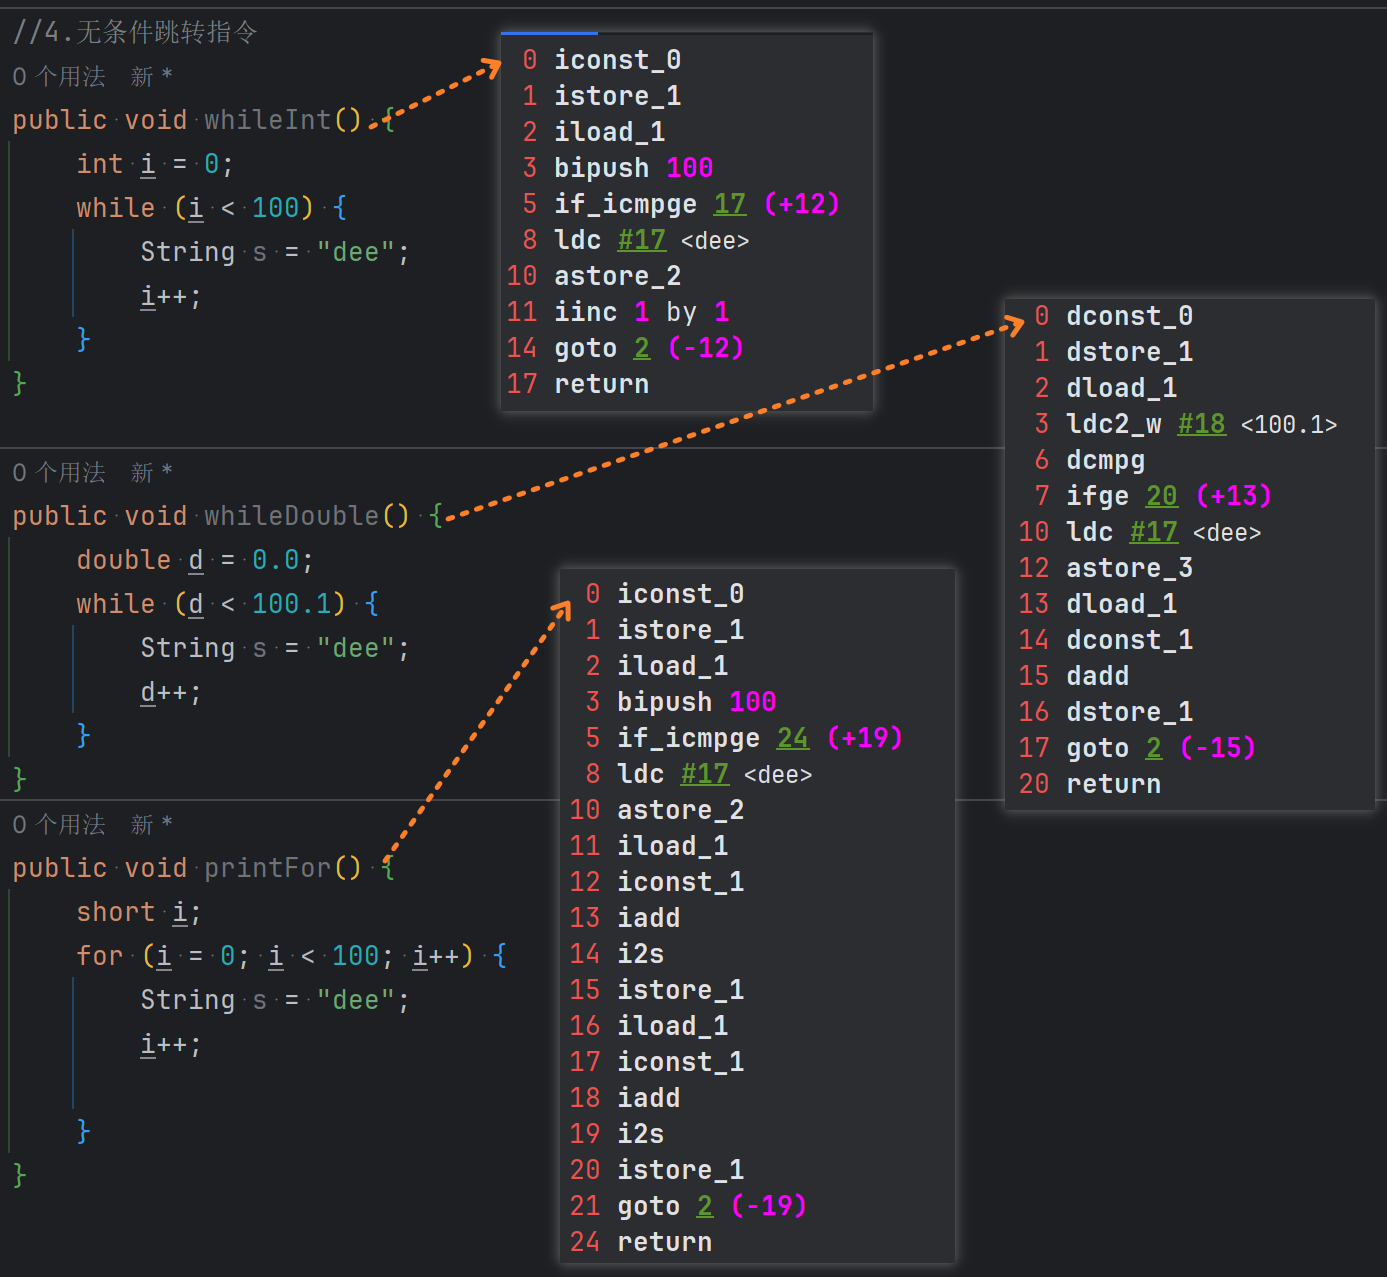 //4.无条件跳转指令
0 个用法   新 *
public void whileInt() {
    int i = 0;
    while (i < 100) {
        String s = "dee";
        i++;
    }
}
0 iconst_0
1 istore_1
2 iload_1
3 bipush 100
5 if_icmpge 17 (+12)
8 ldc #17 <dee>
10 astore_2
11 iinc 1 by 1
14 goto 2 (-12)
17 return
0 个用法   新 *
public void whileDouble() {
    double d = 0.0;
    while (d < 100.1) {
        String s = "dee";
        d++;
    }
}
0 dconst_0
1 dstore_1
2 dload_1
3 ldc2_w #18 <100.1>
6 dcmpg
7 ifge 20 (+13)
10 ldc #17 <dee>
12 astore_3
13 dload_1
14 dconst_1
15 dadd
16 dstore_1
17 goto 2 (-15)
20 return
0 个用法   新 *
public void printFor() {
    short i;
    for (i = 0; i < 100; i++) {
        String s = "dee";
        i++;
    }
}
0 iconst_0
1 istore_1
2 iload_1
3 bipush 100
5 if_icmpge 24 (+19)
8 ldc #17 <dee>
10 astore_2
11 iload_1
12 iconst_1
13 iadd
14 i2s
15 istore_1
16 iload_1
17 iconst_1
18 iadd
19 i2s
20 istore_1
21 goto 2 (-19)
24 return